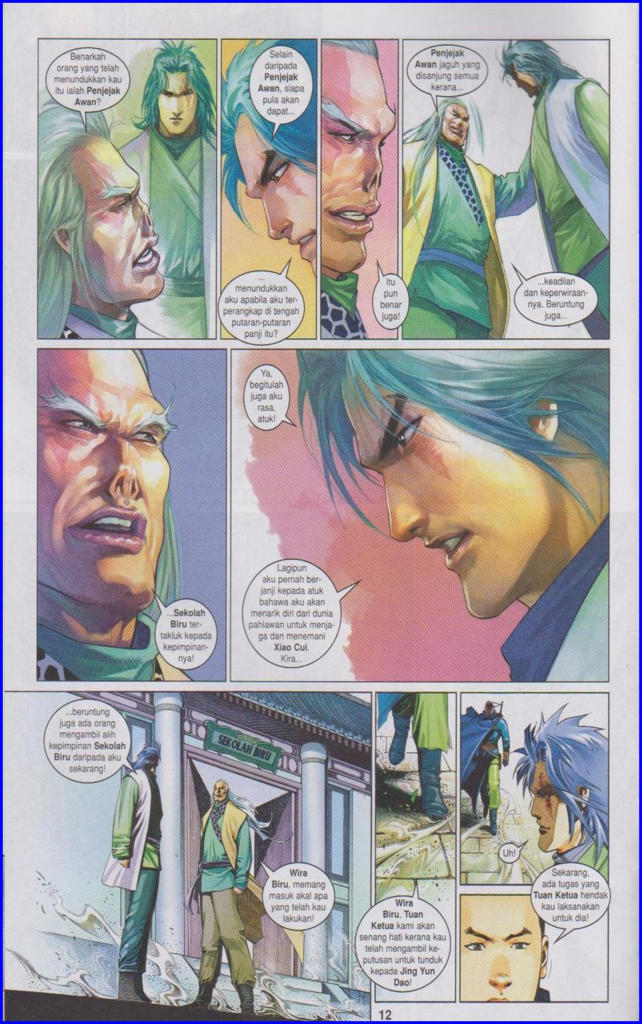 Benarkah
orang yang telah
menundukkan kau
itu ialah Penjejak
Awan?
Selain
daripada
Penjejak
Awan, siapa
pula akan
dapat...
...
menundukkan
aku apabila aku ter-
perangkap di tengah
putaran-putaran
panji itu?
Itu
pun
benar
juga!
Penjejak
Awan jaguh yang
disanjung semua
kerana...
...keadilan
dan keperwiraan-
nya. Beruntung
juga...
...Sekolah
Biru ter-
takluk kepada
kepimpinan-
nya!
Ya,
begitulah
juga aku
rasa,
atuk!
Lagipun
aku pernah ber-
janji kepada atuk
bahawa aku akan
menarik diri dari dunia
pahlawan untuk menja-
ga dan menemani
Xiao Cui.
Kira...
...beruntung
juga ada orang
mengambil alih
kepimpinan Sekolah
Biru daripada aku
sekarang!
SEKOLAH BIRU
Wira
Biru, memang
masuk akal apa
yang telah kau
lakukan!
Wira
Biru, Tuan
Ketua kami akan
senang hati kerana kau
telah mengambil ke-
putusan untuk tunduk
kepada Jing Yun
Dao!
Uh!
Sekarang,
ada tugas yang
Tuan Ketua hendak
kau laksanakan
untuk dia!
12